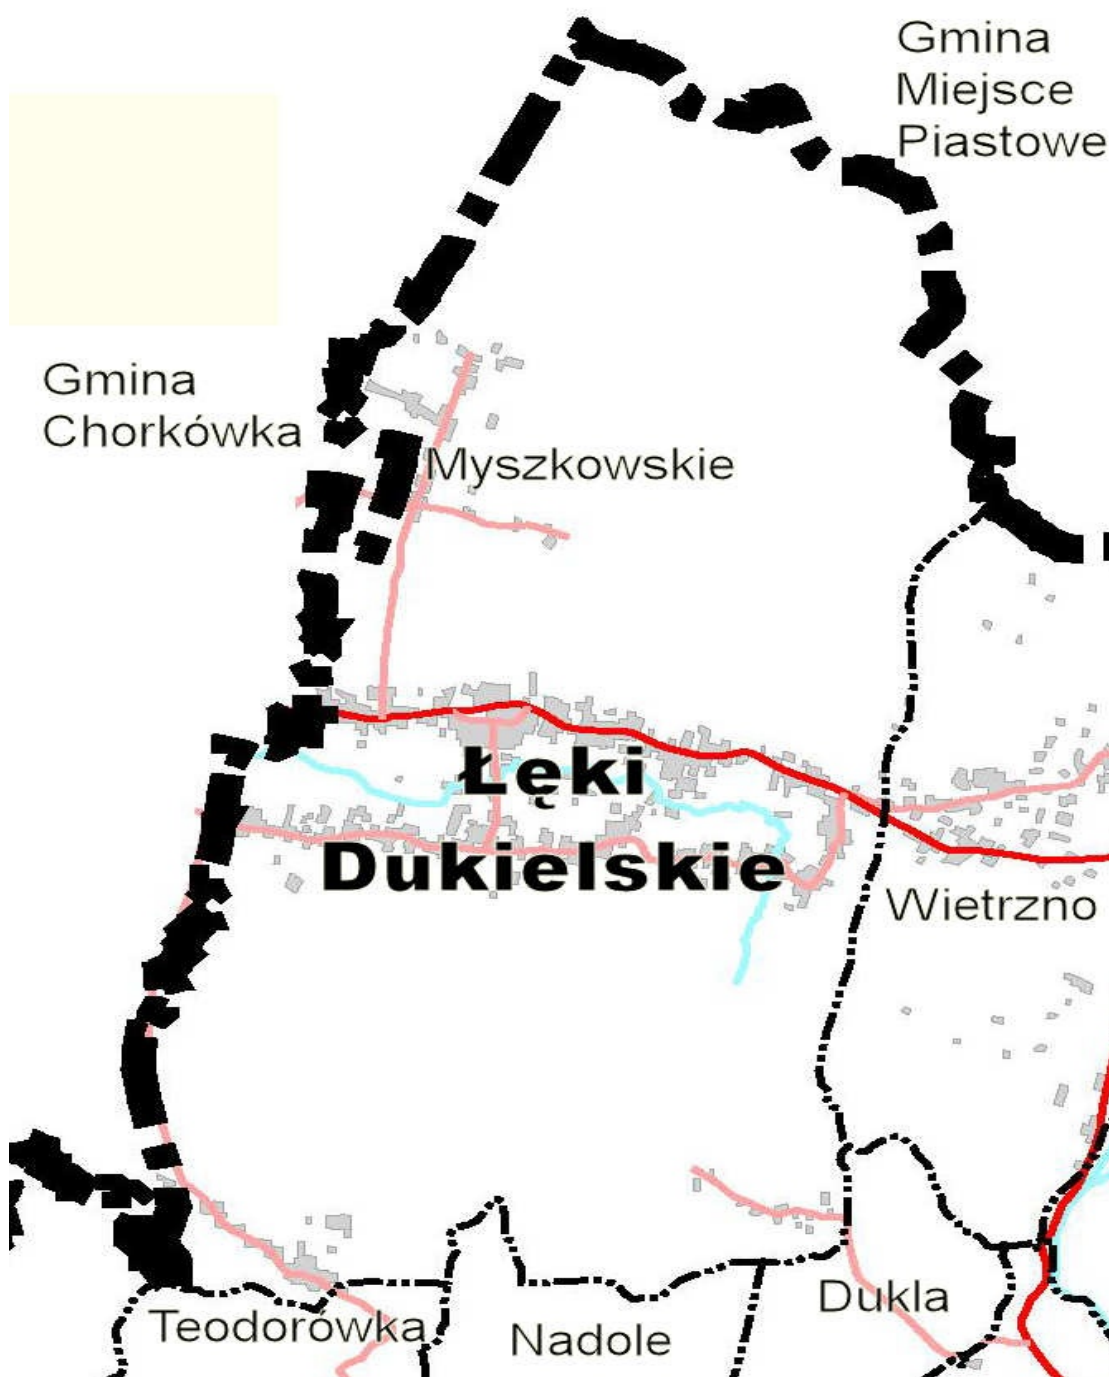 Gmina
Miejsce
Piastowe
Gmina
Chorkówka
Myszkowskie
Łęki
Dukielskie
Wietrzno
Dukla
Teodorówka
Nadole